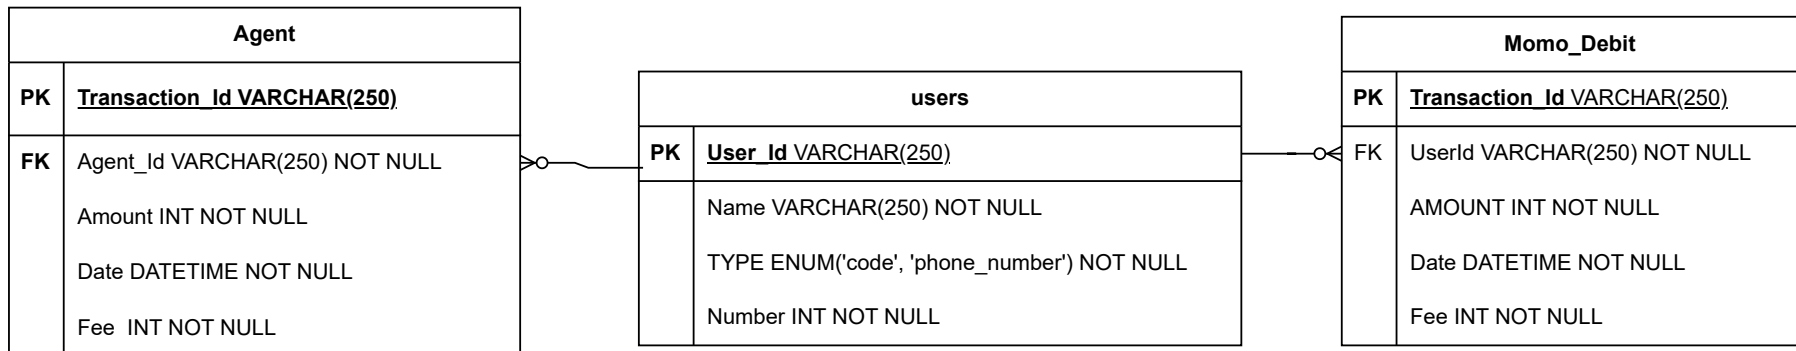 Agent
PK Transaction_Id VARCHAR(250)
FK Agent_Id VARCHAR(250) NOT NULL
Amount INT NOT NULL
Date DATETIME NOT NULL
Fee  INT NOT NULL
users
PK User_Id VARCHAR(250)
Name VARCHAR(250) NOT NULL
TYPE ENUM('code', 'phone_number') NOT NULL
Number INT NOT NULL
Momo_Debit
PK Transaction_Id VARCHAR(250)
FK UserId VARCHAR(250) NOT NULL
AMOUNT INT NOT NULL
Date DATETIME NOT NULL
Fee INT NOT NULL